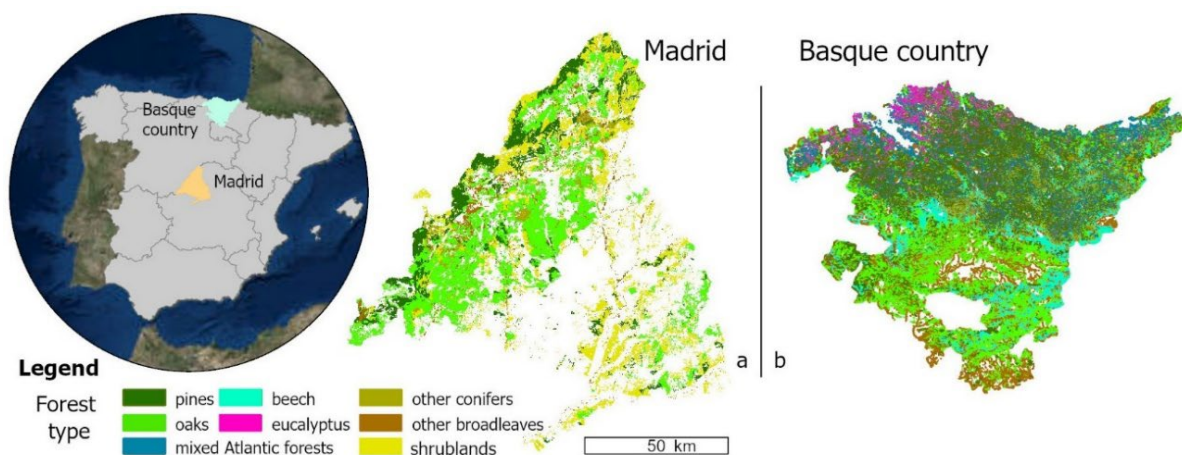 Basque
country
Madrid
Madrid
Basque country
a
b
Legend
Forest
type
pines
oaks
mixed Atlantic forests
beech
eucalyptus
other conifers
other broadleaves
shrublands
50 km